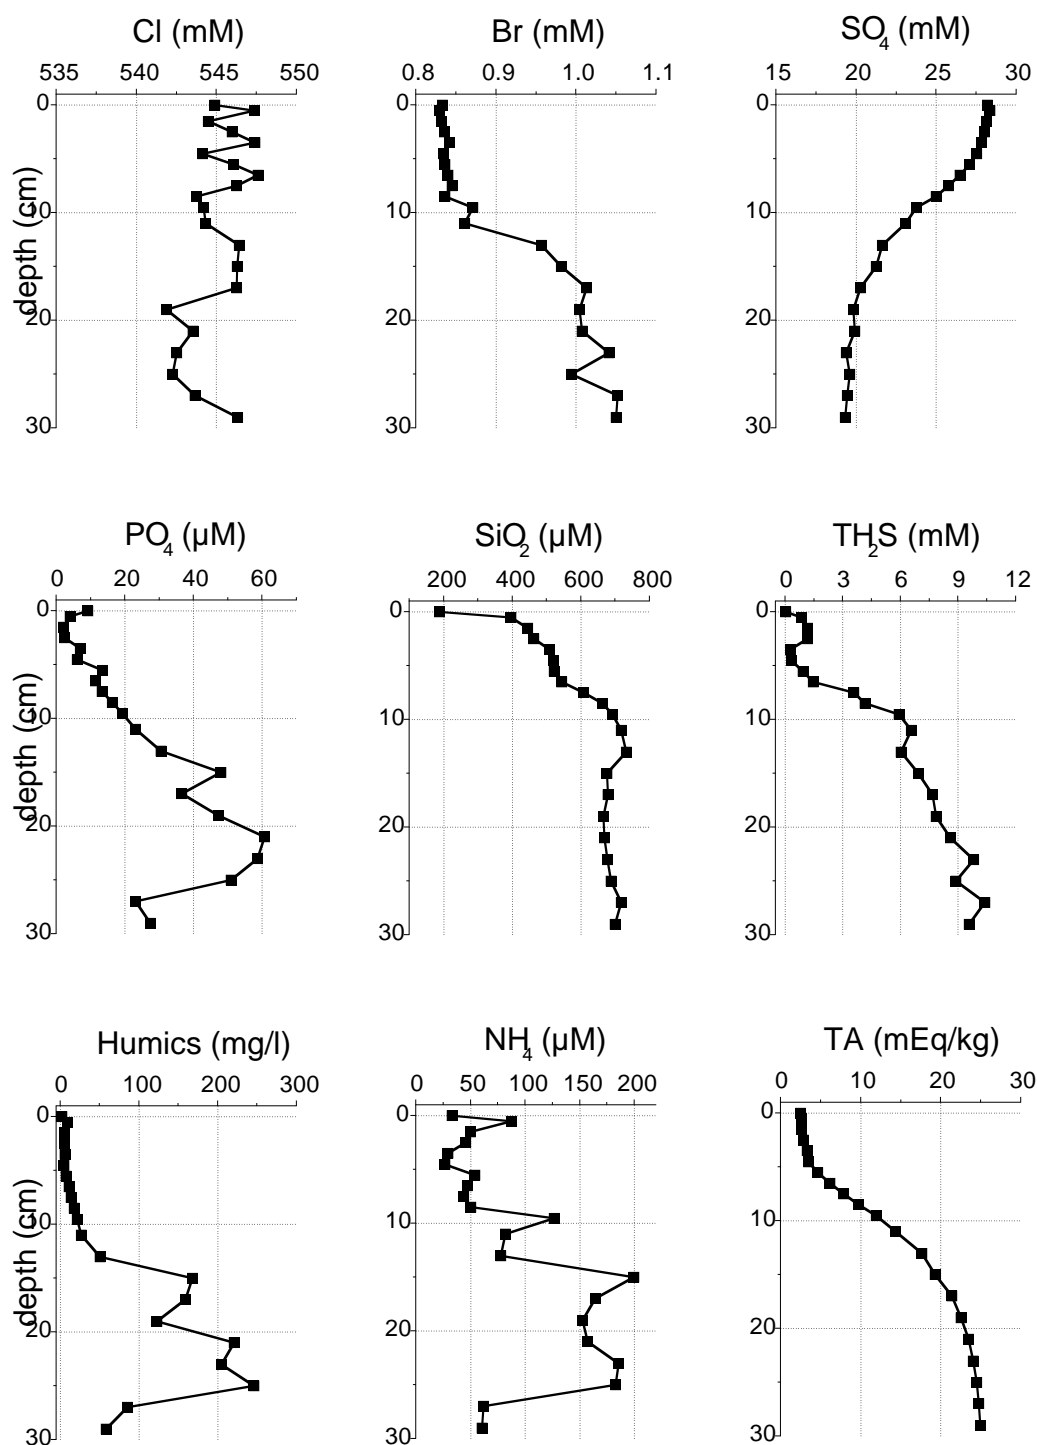 Cl (mM) Br (mM) SO4 (mM)
535 540 545 550 0.8 0.9 1.0 1.1 15 20 25 30
0 0 0
10 10 10
depth (cm)
20 20 20
30 30 30
PO4 (µM) SiO2 (µM) TH2S (mM)
0 20 40 60 200 400 600 800 0 3 6 9 12
0 0 0
10 10 10
depth (cm)
20 20 20
30 30 30
Humics (mg/l) NH4 (µM) TA (mEq/kg)
0 100 200 300 0 50 100 150 200 0 10 20 30
0 0 0
10 10 10
depth (cm)
20 20 20
30 30 30